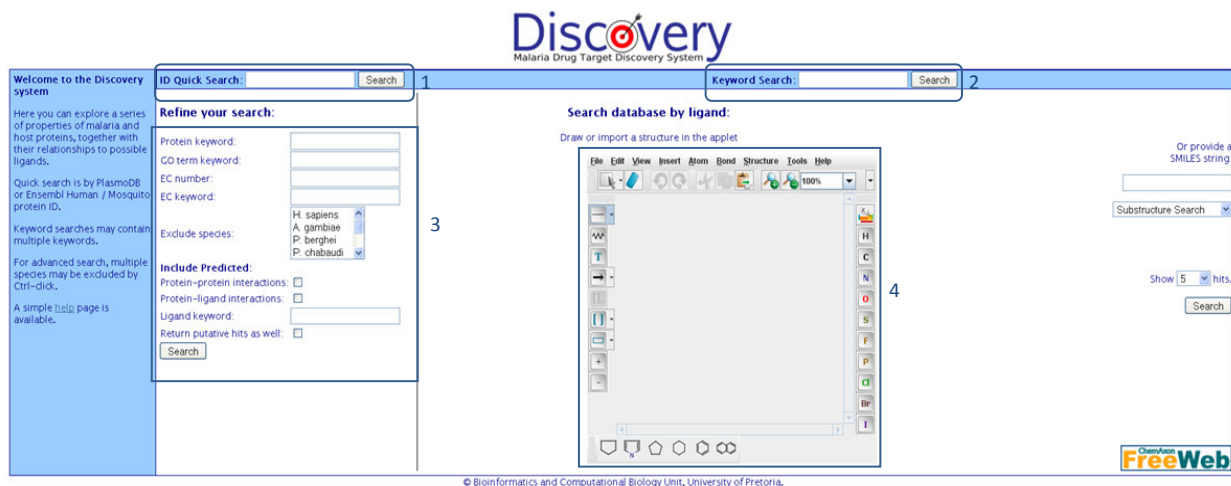 Discovery
Malaria Drug Target Discovery System
ID Quick Search: Search 1
Keyword Search: Search 2
Welcome to the Discovery
system
Here you can explore a series
of properties of malaria and
host proteins, together with
their relationships to possible
ligands.
Quick search is by PlasmoDB
or Ensembl Human / Mosquito
protein ID.
Keyword searches may contain
multiple keywords.
For advanced search, multiple
species may be excluded by
Ctrl-click.
A simple help page is
available.
Refine your search:
Protein keyword:
GO term keyword:
EC number:
EC keyword:
Exclude species:
H. sapiens
A. gambiae
P. berghei
P. chabaudi
3
Include Predicted:
Protein-protein interactions:
Protein-ligand interactions:
Ligand keyword:
Return putative hits as well:
Search
Search database by ligand:
Draw or import a structure in the applet
File Edit View Insert Atom Bond Structure Tools Help
100%
T
H
C
N
O
S
F
P
Cl
Br
I
N
4
Or provide a
SMILES string:
Substructure Search
Show 5 hits.
Search
ChemAxon
FreeWeb
© Bioinformatics and Computational Biology Unit, University of Pretoria.